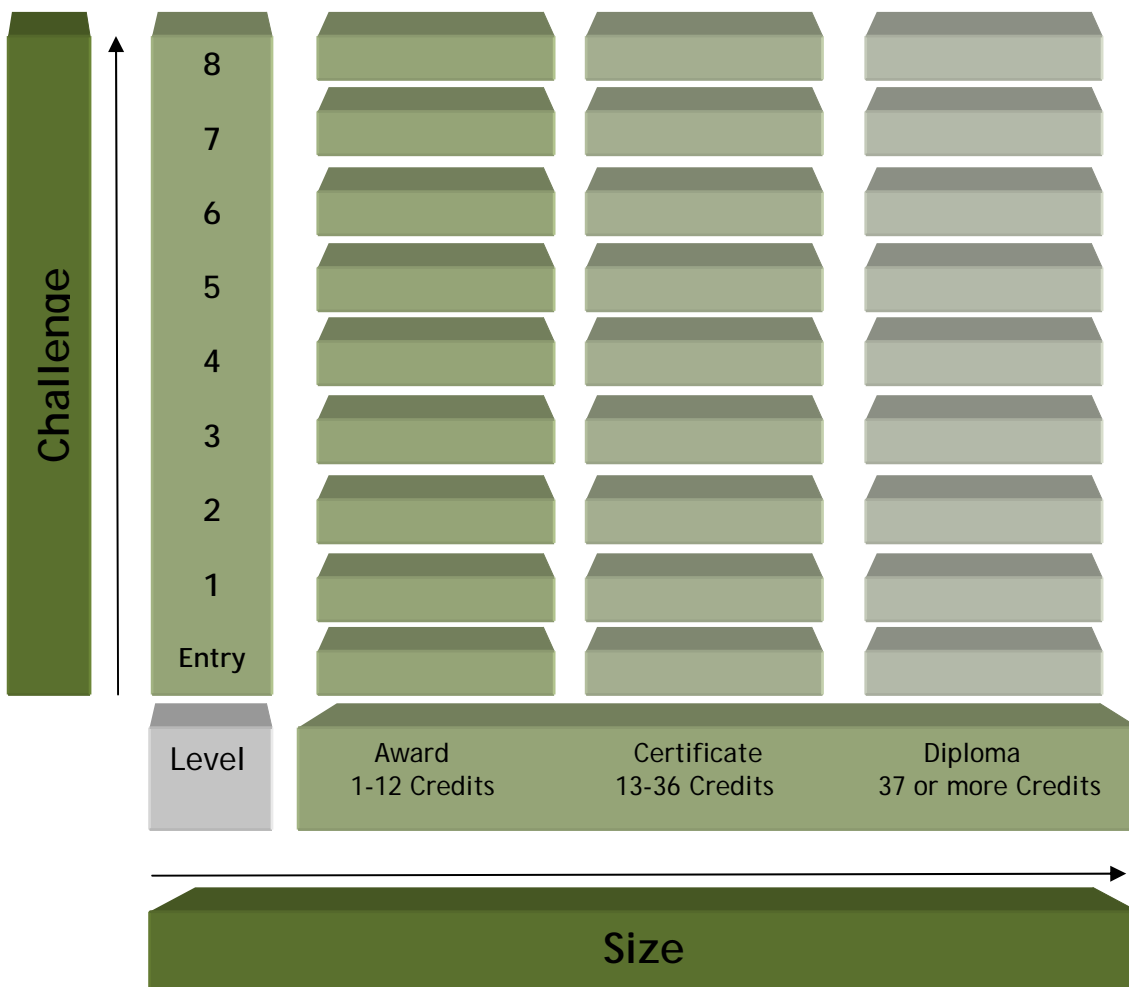 Challenge
8
7
6
5
4
3
2
1
Entry
Level
Award
1-12 Credits
Certificate
13-36 Credits
Diploma
37 or more Credits
Size